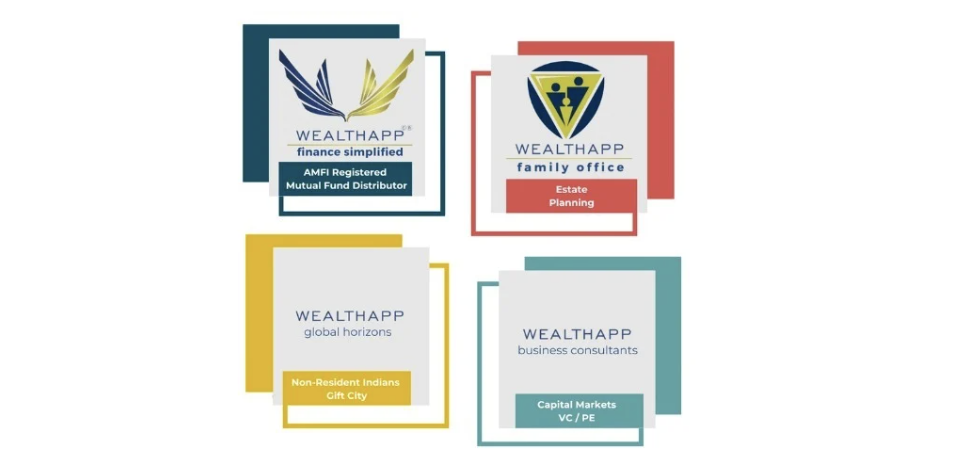 WEALTHAPP
finance simplified
AMFI Registered
Mutual Fund Distributor
WEALTHAPP
family office
Estate
Planning
WEALTHAPP
global horizons
Non-Resident Indians
Gift City
WEALTHAPP
business consultants
Capital Markets
VC / PE